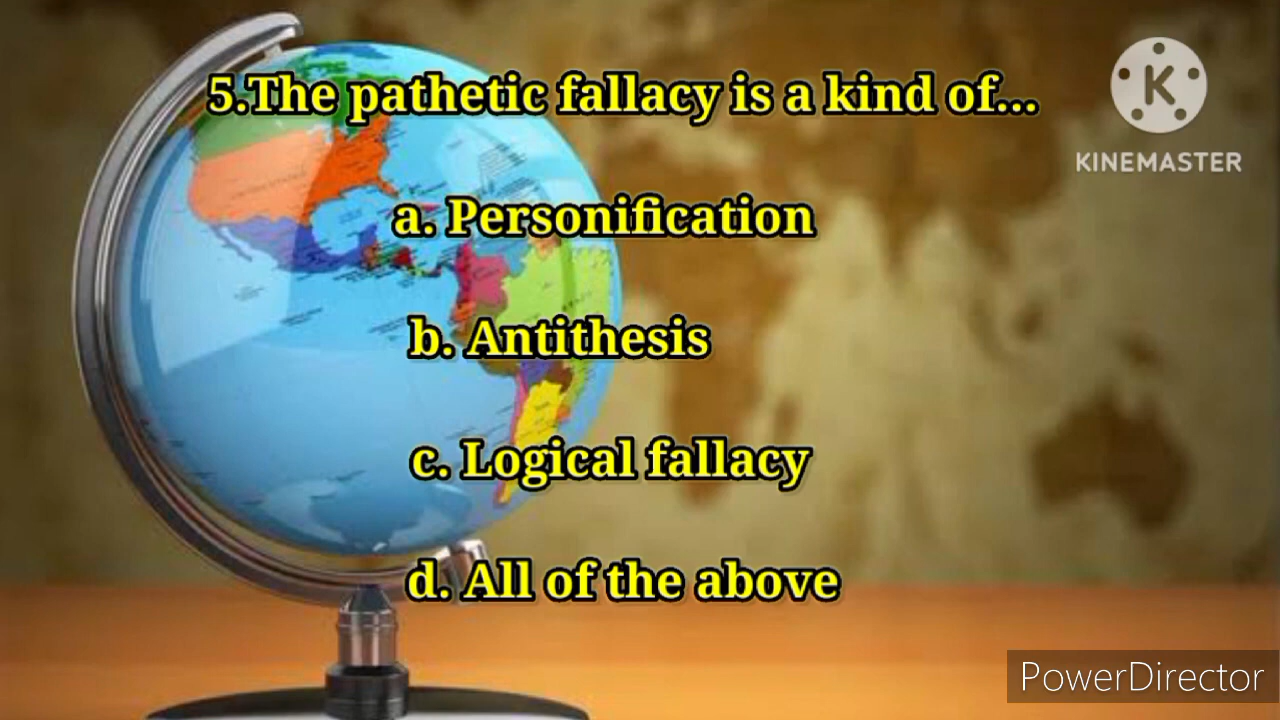 5.The pathetic fallacy is a kind of...
K
KINEMASTER
a. Personification
b. Antithesis
c. Logical fallacy
d. All of the above
PowerDirector